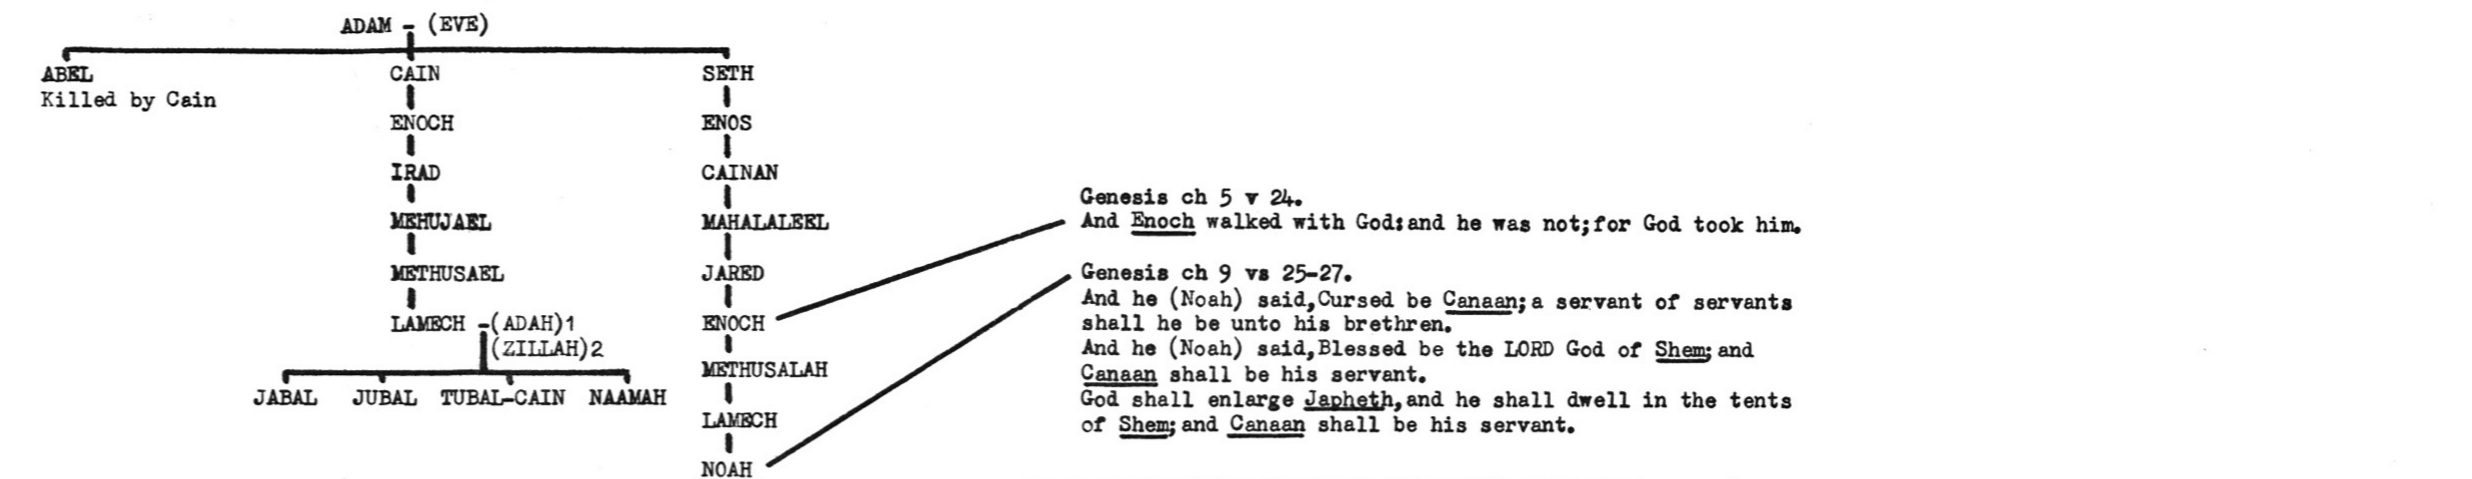 ADAM - (EVE)
ABEL
Killed by Cain
CAIN
ENOCH
IRAD
MEHUJAEL
METHUSAEL
LAMECH -(ADAH)1
(ZILLAH)2
JABAL JUBAL TUBAL-CAIN NAAMAH
SETH
ENOS
CAINAN
MAHALALEEL
JARED
ENOCH
METHUSALAH
LAMECH
NOAH
Genesis ch 5 v 24.
And Enoch walked with God:and he was not;for God took him.
Genesis ch 9 vs 25-27.
And he (Noah) said,Cursed be Canaan;a servant of servants
shall he be unto his brethren.
And he (Noah) said,Blessed be the LORD God of Shem;and
Canaan shall be his servant.
God shall enlarge Japheth,and he shall dwell in the tents
of Shem;and Canaan shall be his servant.